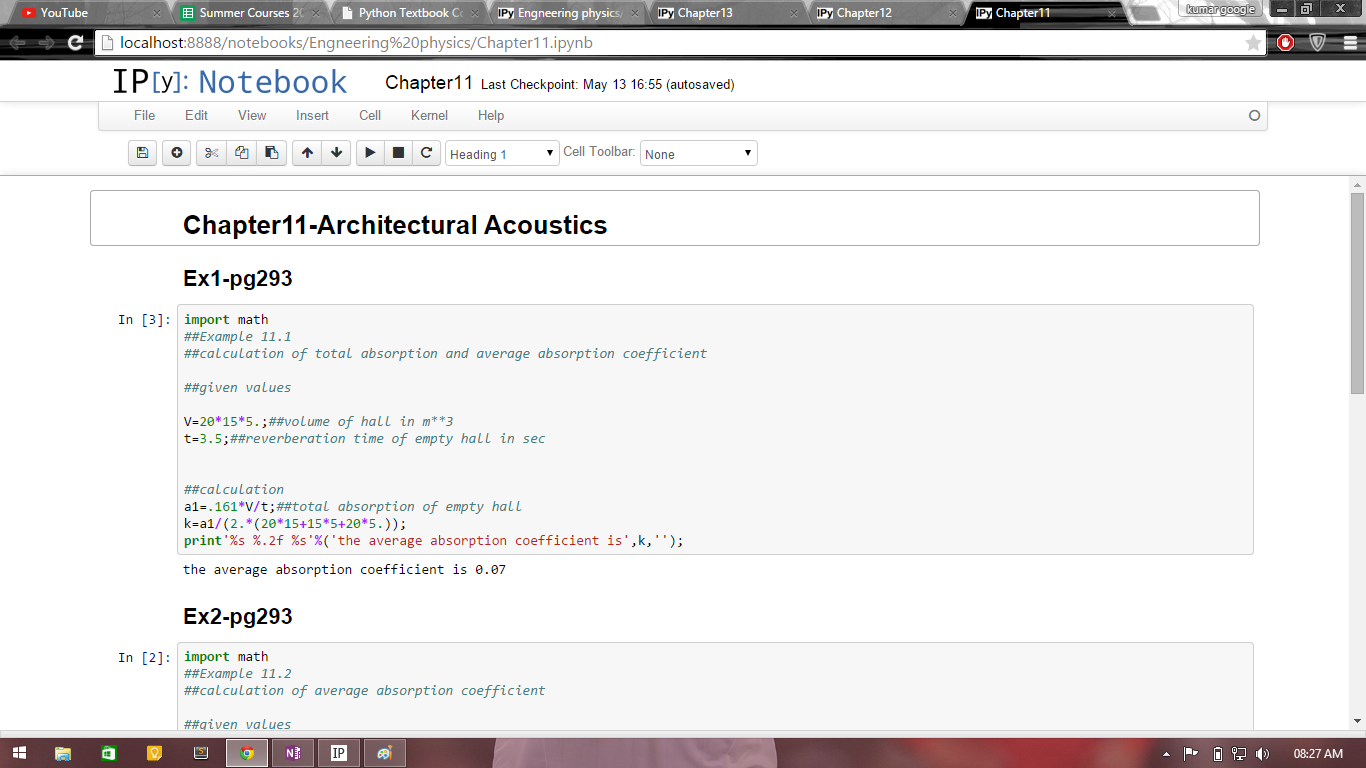 YouTube
Summer Courses 20
Python Textbook Co
IPy Engneering physics
IPy Chapter13
IPy Chapter12
IPy Chapter11
kumar google
localhost:8888/notebooks/Engneering%20physics/Chapter11.ipynb
IP[y]: Notebook
Chapter11 Last Checkpoint: May 13 16:55 (autosaved)
File Edit View Insert Cell Kernel Help
Heading 1 Cell Toolbar: None
Chapter11-Architectural Acoustics
Ex1-pg293
In [3]: import math
##Example 11.1
##calculation of total absorption and average absorption coefficient
##given values
V=20*15*5.;##volume of hall in m**3
t=3.5;##reverberation time of empty hall in sec
##calculation
a1=.161*V/t;##total absorption of empty hall
k=a1/(2.*(20*15+15*5+20*5.));
print'%s %.2f %s'%('the average absorption coefficient is',k,'');
the average absorption coefficient is 0.07
Ex2-pg293
In [2]: import math
##Example 11.2
##calculation of average absorption coefficient
##given values
IP
08:27 AM